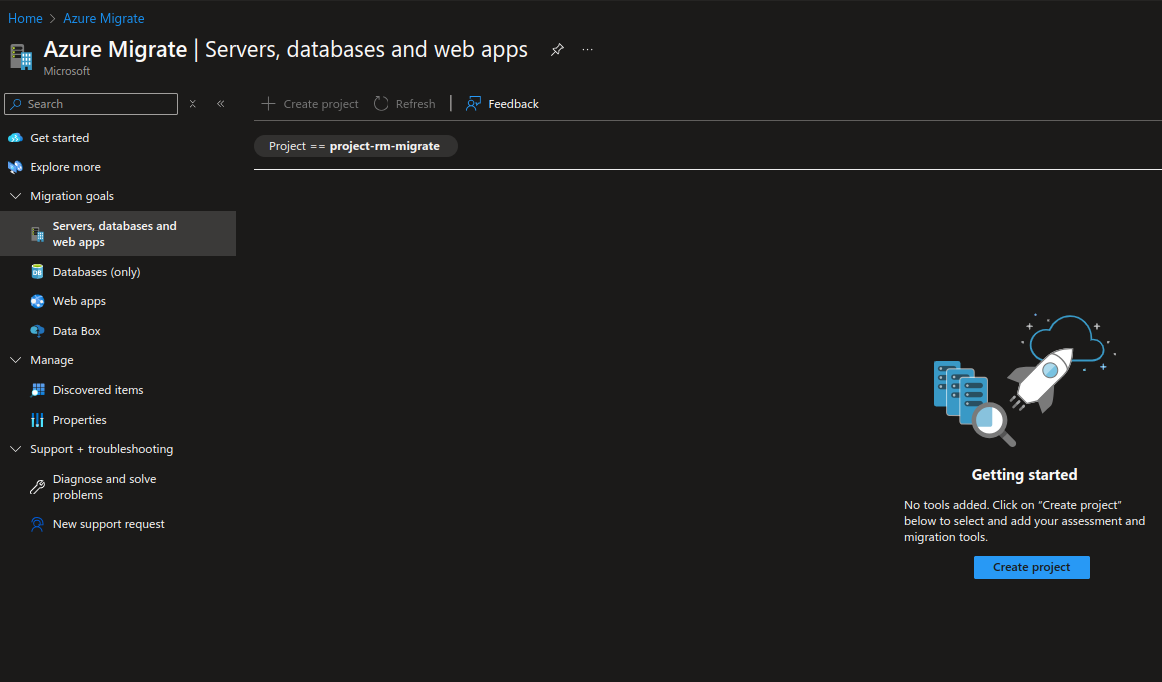 Home > Azure Migrate
Azure Migrate | Servers, databases and web apps
Microsoft
Search
Create project
Refresh
Feedback
Project == project-rm-migrate
Get started
Explore more
Migration goals
Servers, databases and
web apps
Databases (only)
Web apps
Data Box
Manage
Discovered items
Properties
Support + troubleshooting
Diagnose and solve
problems
New support request
Getting started
No tools added. Click on "Create project"
below to select and add your assessment and
migration tools.
Create project